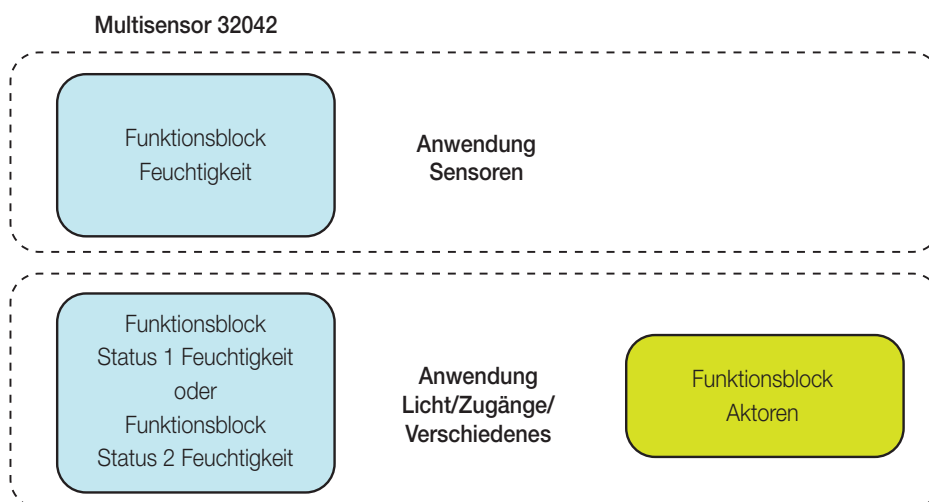 Multisensor 32042
Funktionsblock
Feuchtigkeit
Anwendung
Sensoren
Funktionsblock
Status 1 Feuchtigkeit
oder
Funktionsblock
Status 2 Feuchtigkeit
Anwendung
Licht/Zugänge/
Verschiedenes
Funktionsblock
Aktoren